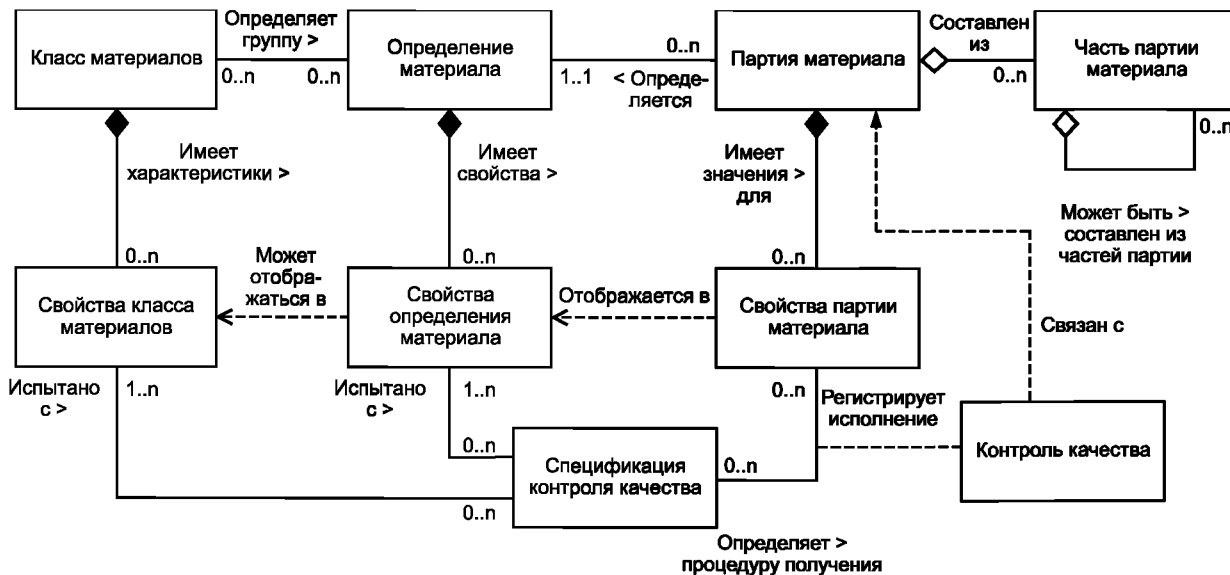 Класс материалов
Определяет
группу >
0..n
0..n
Определение
материала
1..1
0..n
< Опреде-
ляется
Партия материала
Составлен
из
0..n
Часть партии
материала
0..n
Может быть >
составлен из
частей партии
Имеет
характеристики >
0..n
Имеет
свойства >
0..n
Имеет
значения >
для
0..n
Свойства класса
материалов
Может
отобра-
жаться в
Свойства
определения
материала
Отображается в
Свойства партии
материала
Связан с
Испытано
с >
1..n
Испытано
с >
1..n
0..n
Регистрирует
исполнение
Контроль качества
0..n
0..n
Спецификация
контроля качества
0..n
Определяет >
процедуру получения